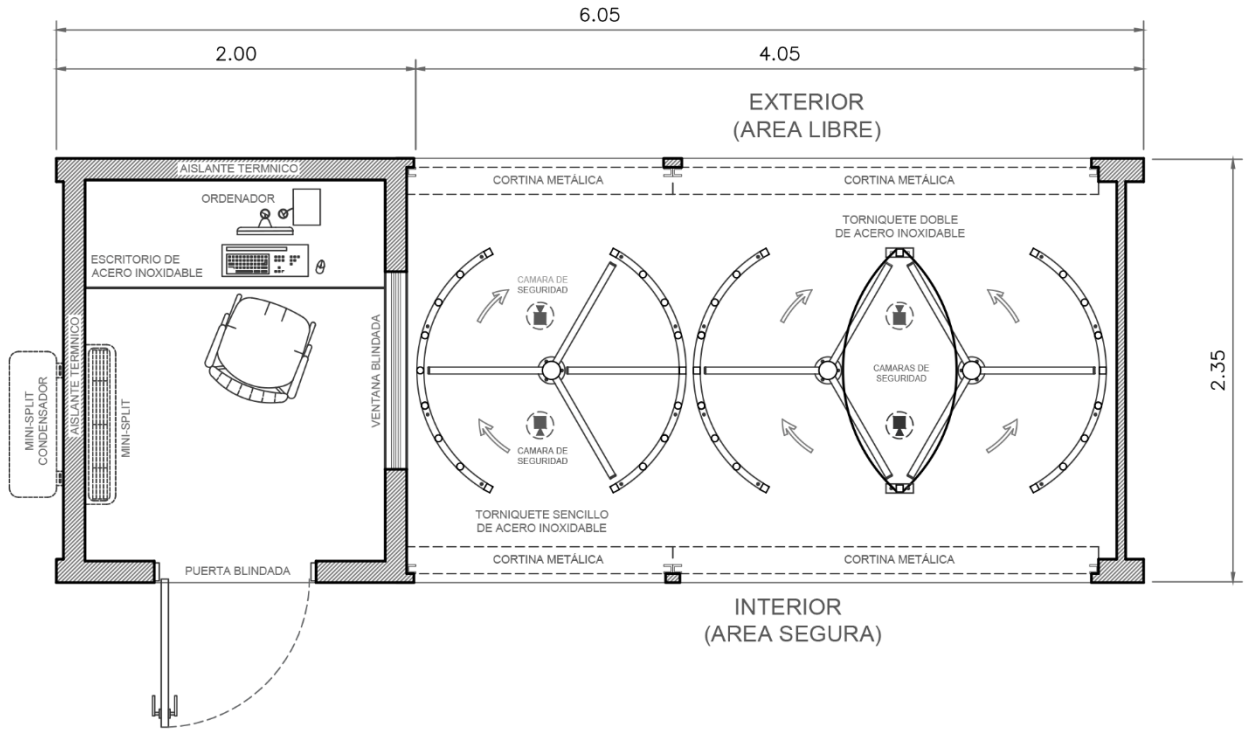 6.05
2.00
4.05
EXTERIOR
(AREA LIBRE)
AISLANTE TERMNICO
CORTINA METÁLICA
CORTINA METÁLICA
ORDENADOR
TORNIQUETE DOBLE
DE ACERO INOXIDABLE
ESCRITORIO DE
ACERO INOXIDABLE
CAMARA DE
SEGURIDAD
AISLANTE TERMNICO
VENTANA BLINDADA
2.35
MINI-SPLIT
CONDENSADOR
MINI-SPLIT
CAMARAS DE
SEGURIDAD
CAMARA DE
SEGURIDAD
TORNIQUETE SENCILLO
DE ACERO INOXIDABLE
PUERTA BLINDADA
CORTINA METÁLICA
CORTINA METÁLICA
INTERIOR
(AREA SEGURA)